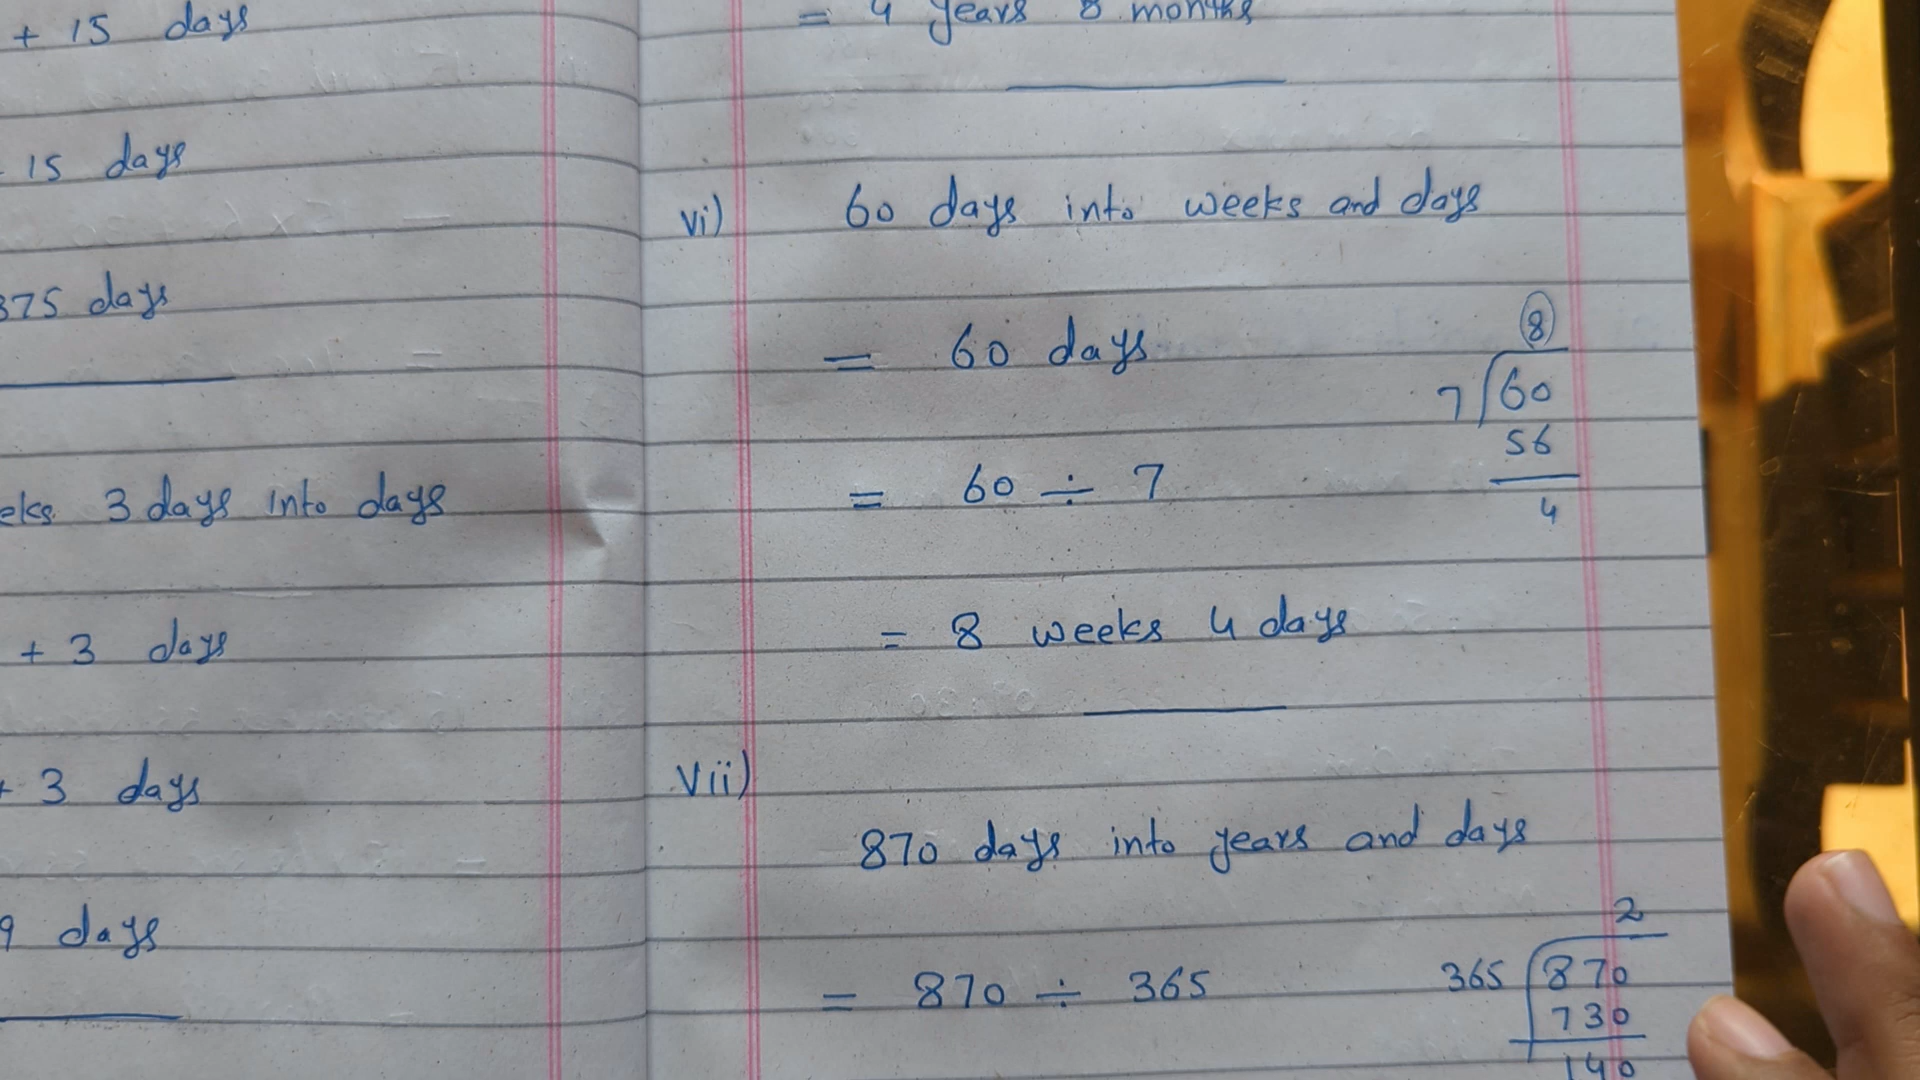 + 15 days
15 days
375 days
eks 3 days into days
+ 3 days
+ 3 days
9 days
= 4 years 8 months
vi) 60 days into weeks and days
= 60 days
8
7 60
56
4
= 60 ÷ 7
= 8 weeks 4 days
vii)
870 days into years and days
2
= 870 ÷ 365 365 870
730
140